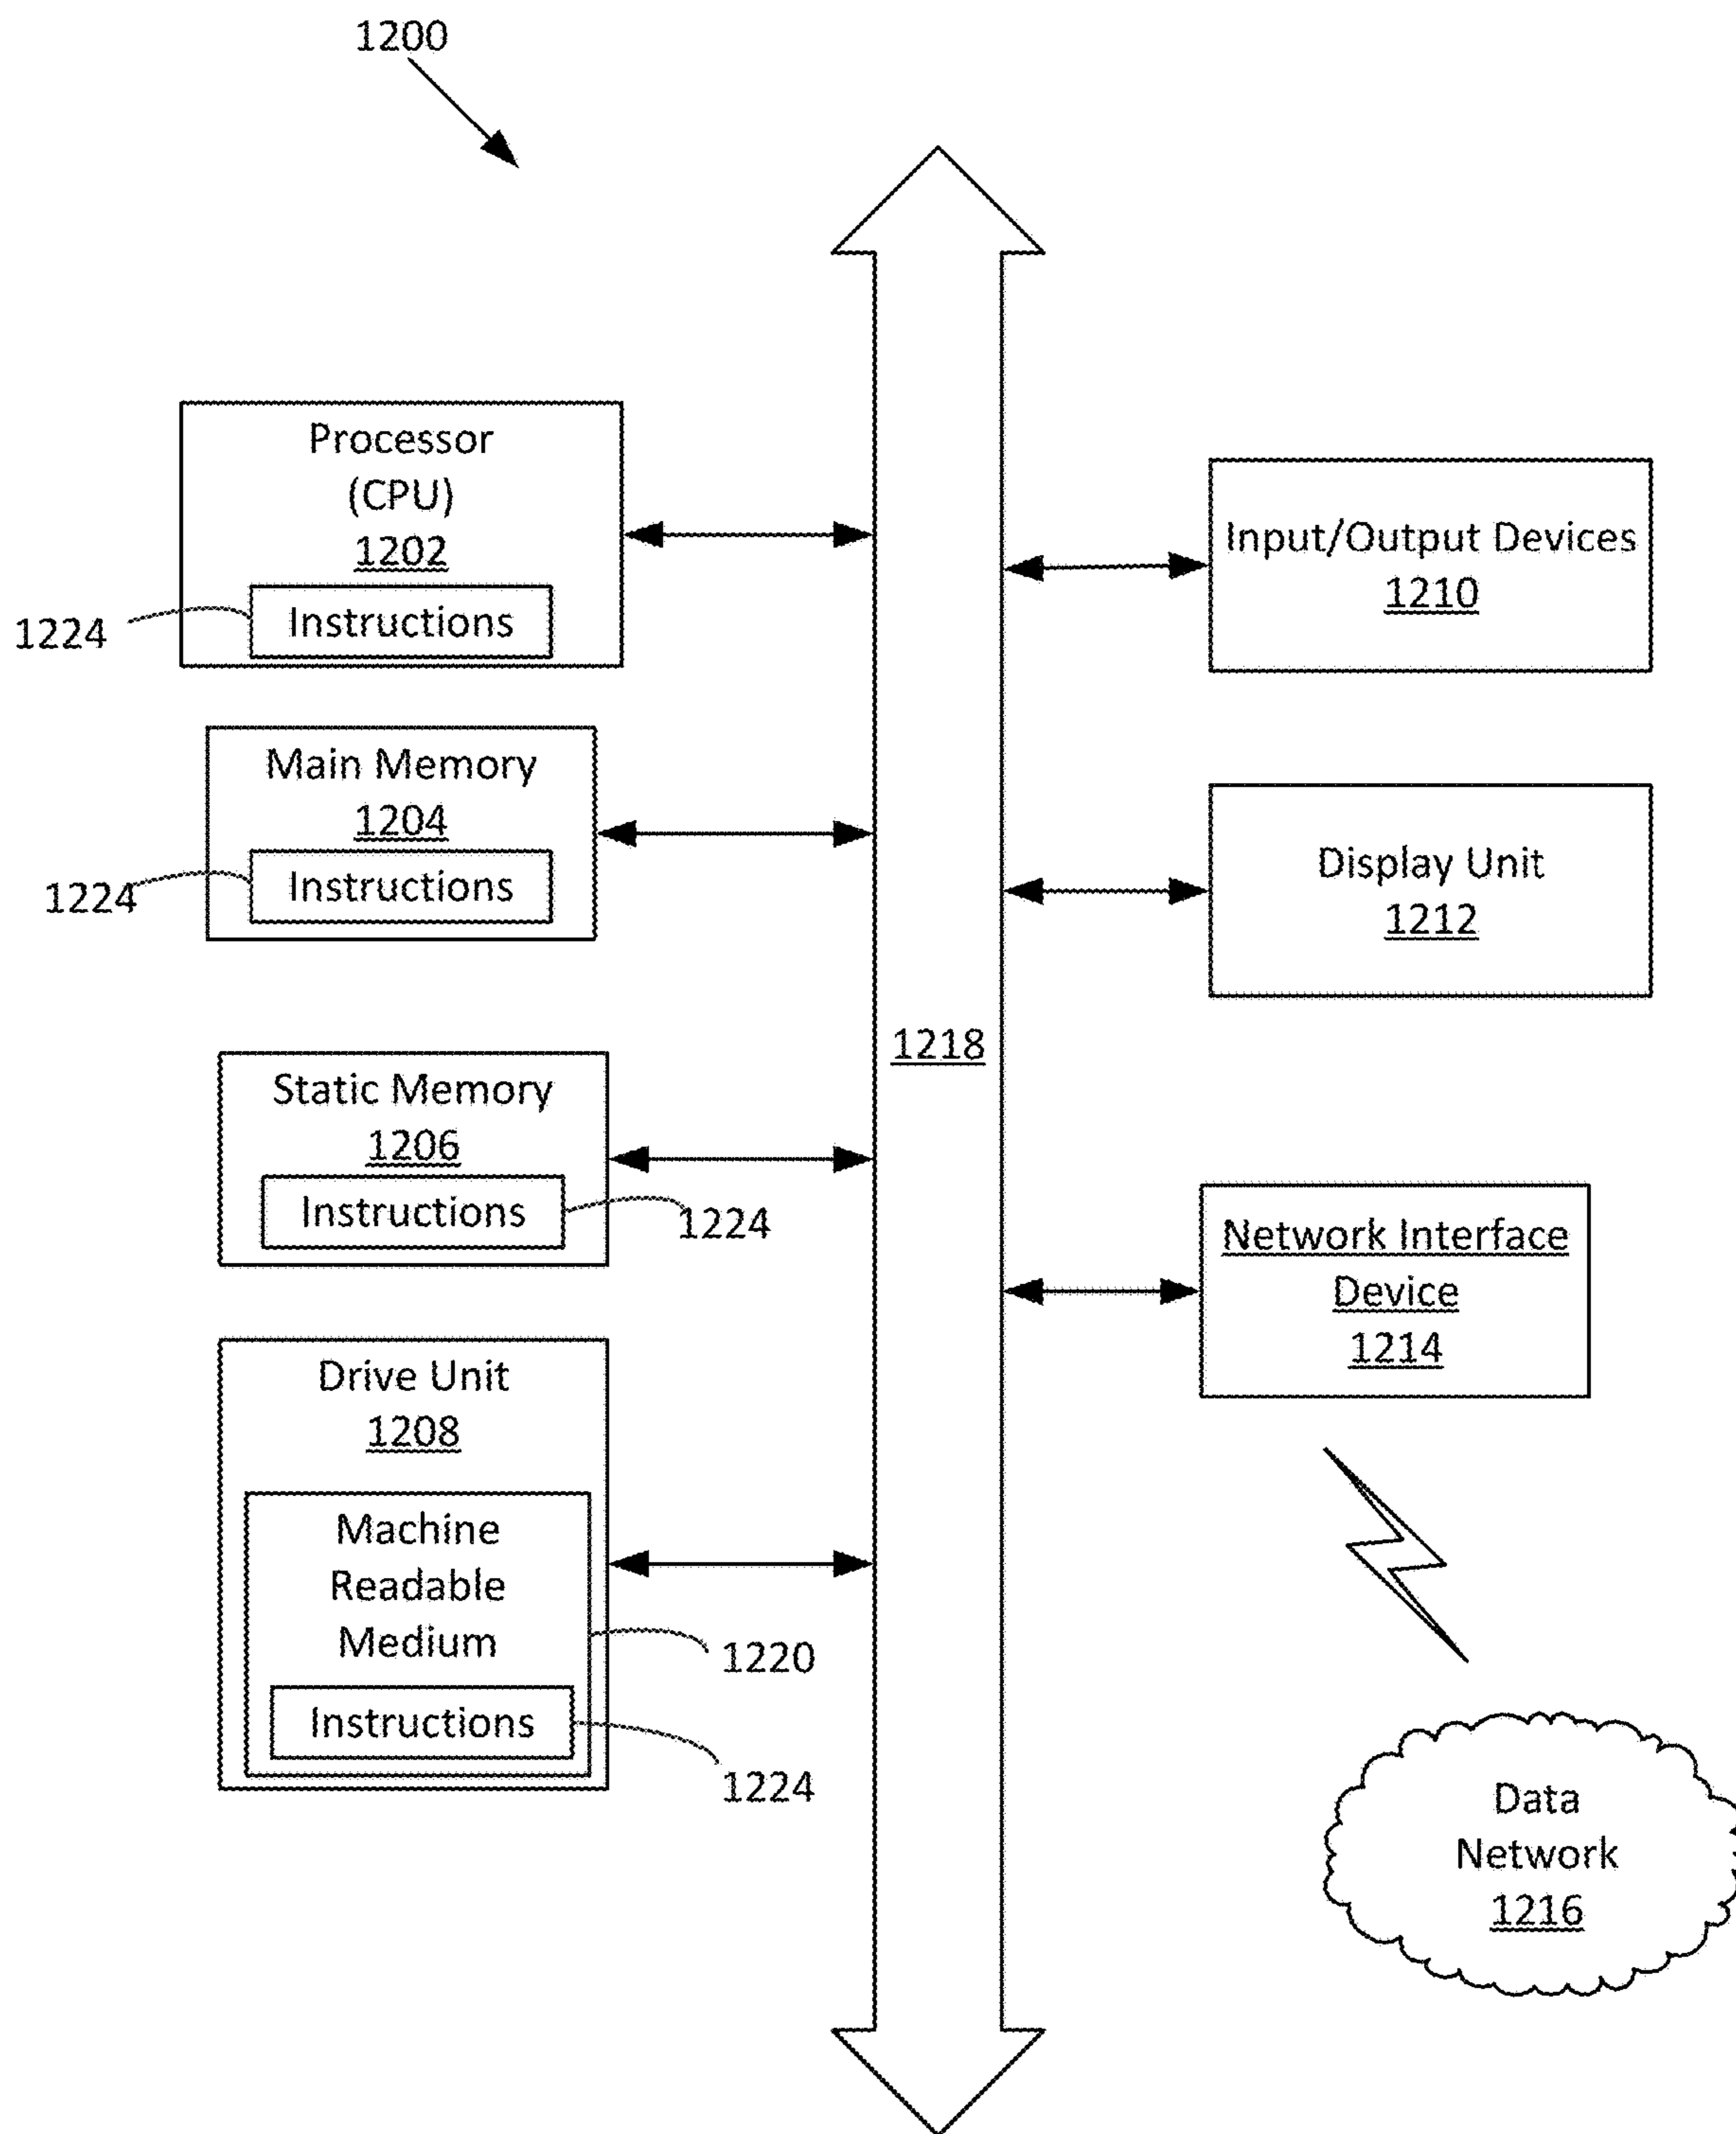 1200
Processor
(CPU)
1202
Instructions
1224
Main Memory
1204
Instructions
1224
Static Memory
1206
Instructions
1224
Drive Unit
1208
Machine
Readable
Medium
1220
Instructions
1224
1218
Input/Output Devices
1210
Display Unit
1212
Network Interface
Device
1214
Data
Network
1216